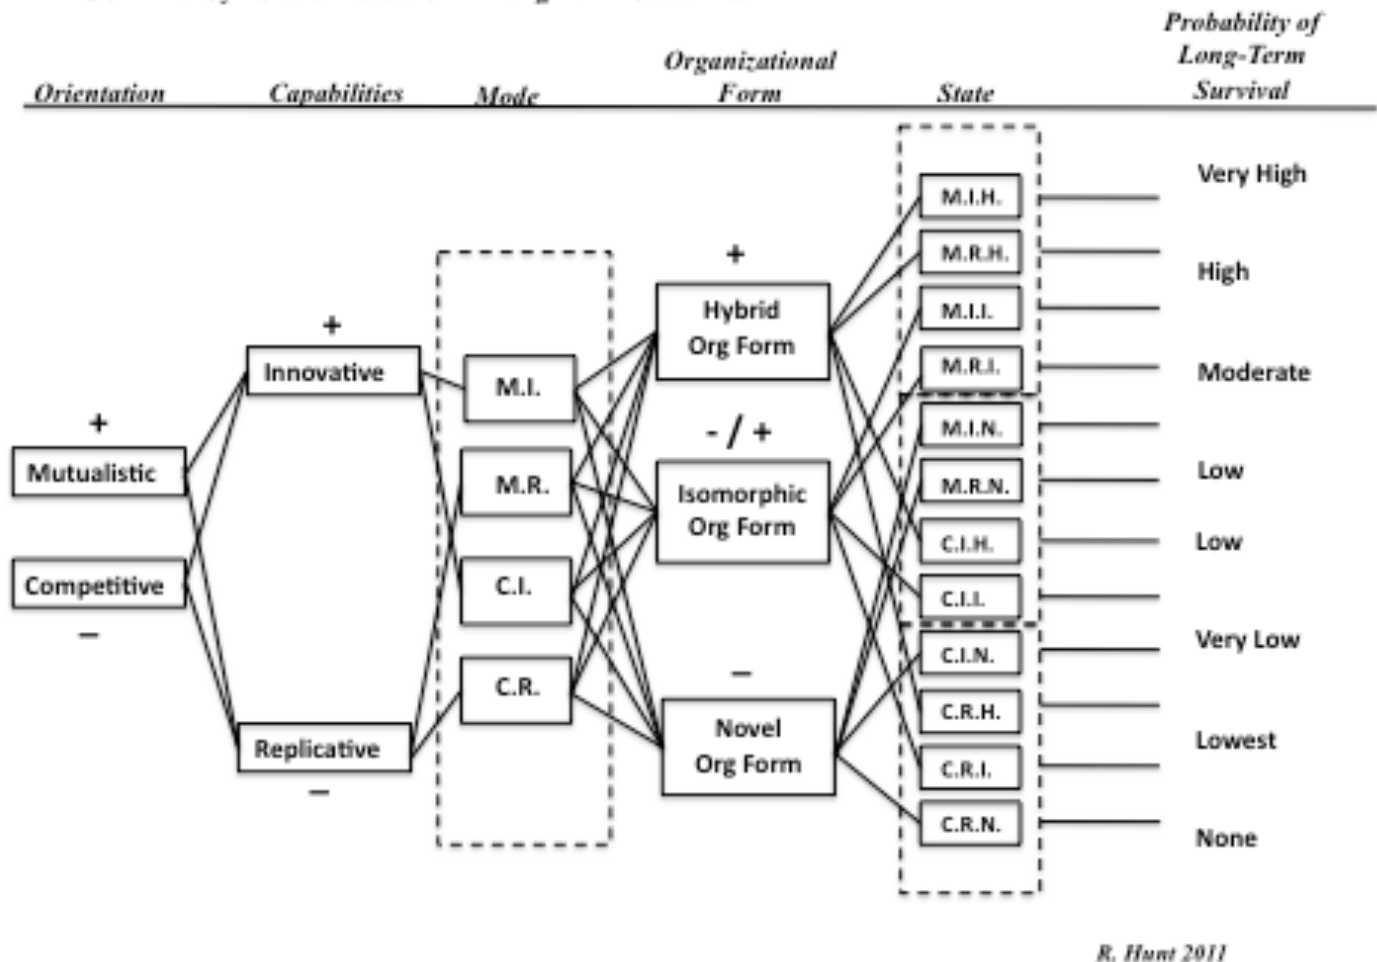 Probability of
Long-Term
Survival
Organizational
Form
Orientation
Capabilities
Mode
State
Very High
M.I.H.
+
M.R.H.
High
Hybrid
Org Form
M.I.I.
+
Innovative
M.I.
M.R.I.
Moderate
+
- / +
M.I.N.
Mutualistic
M.R.
Isomorphic
Org Form
M.R.N.
Low
C.I.H.
Low
Competitive
C.I.
C.I.I.
–
C.I.N.
Very Low
C.R.
–
C.R.H.
Novel
Org Form
Lowest
Replicative
C.R.I.
–
C.R.N.
None
R. Hunt 2011